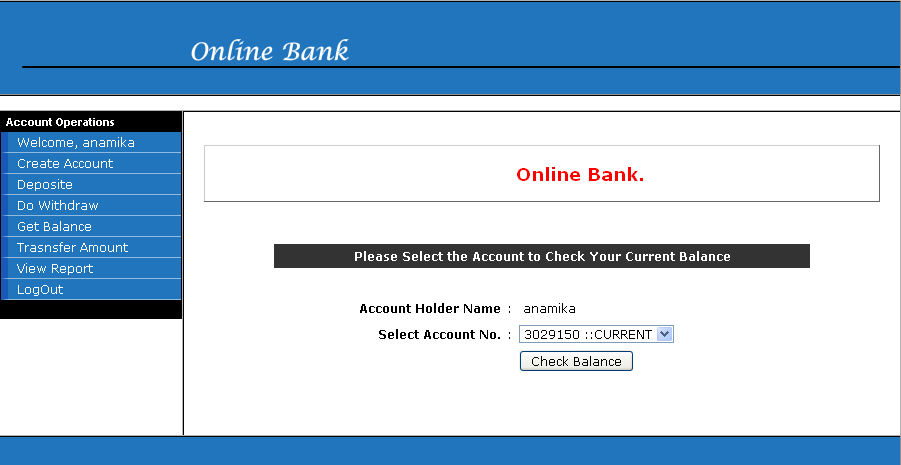 Online Bank
Account Operations
Welcome, anamika
Create Account
Deposite
Do Withdraw
Get Balance
Trasnsfer Amount
View Report
LogOut
Online Bank.
Please Select the Account to Check Your Current Balance
Account Holder Name : anamika
Select Account No. : 3029150 ::CURRENT
Check Balance